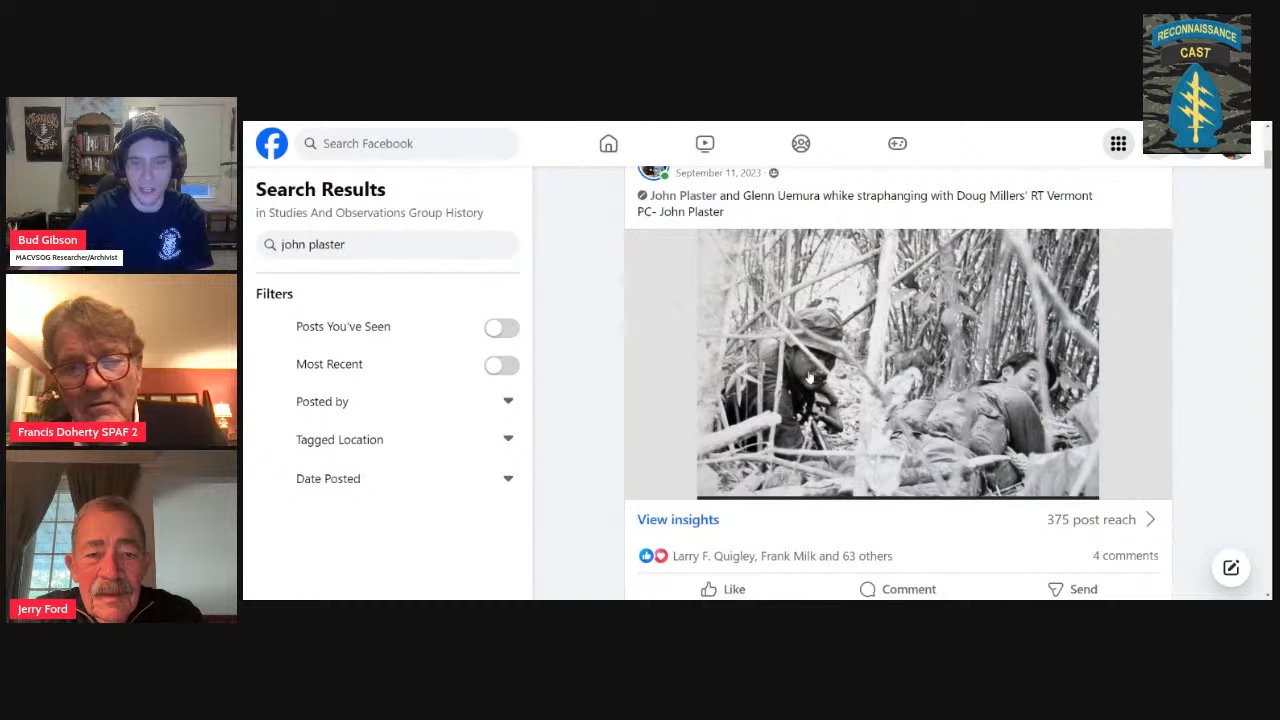 RECONNAISSANCE
CAST
Bud Gibson
MACVSOG Researcher/Archivist
Francis Doherty SPAF 2
Jerry Ford
Search Facebook
Search Results
in Studies And Observations Group History
john plaster
Filters
Posts You've Seen
Most Recent
Posted by
Tagged Location
Date Posted
September 11, 2023 ·
John Plaster and Glenn Uemura whike straphanging with Doug Millers’ RT Vermont
PC- John Plaster
View insights
375 post reach
Larry F. Quigley, Frank Milk and 63 others
4 comments
Like
Comment
Send